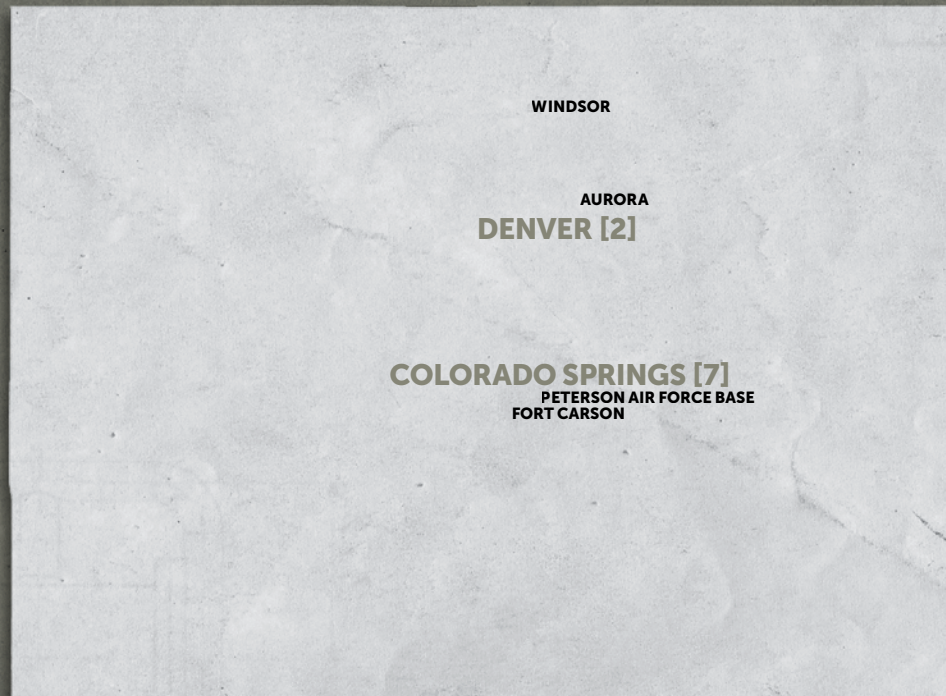 WINDSOR
AURORA
DENVER [2]
COLORADO SPRINGS [7]
PETERSON AIR FORCE BASE
FORT CARSON